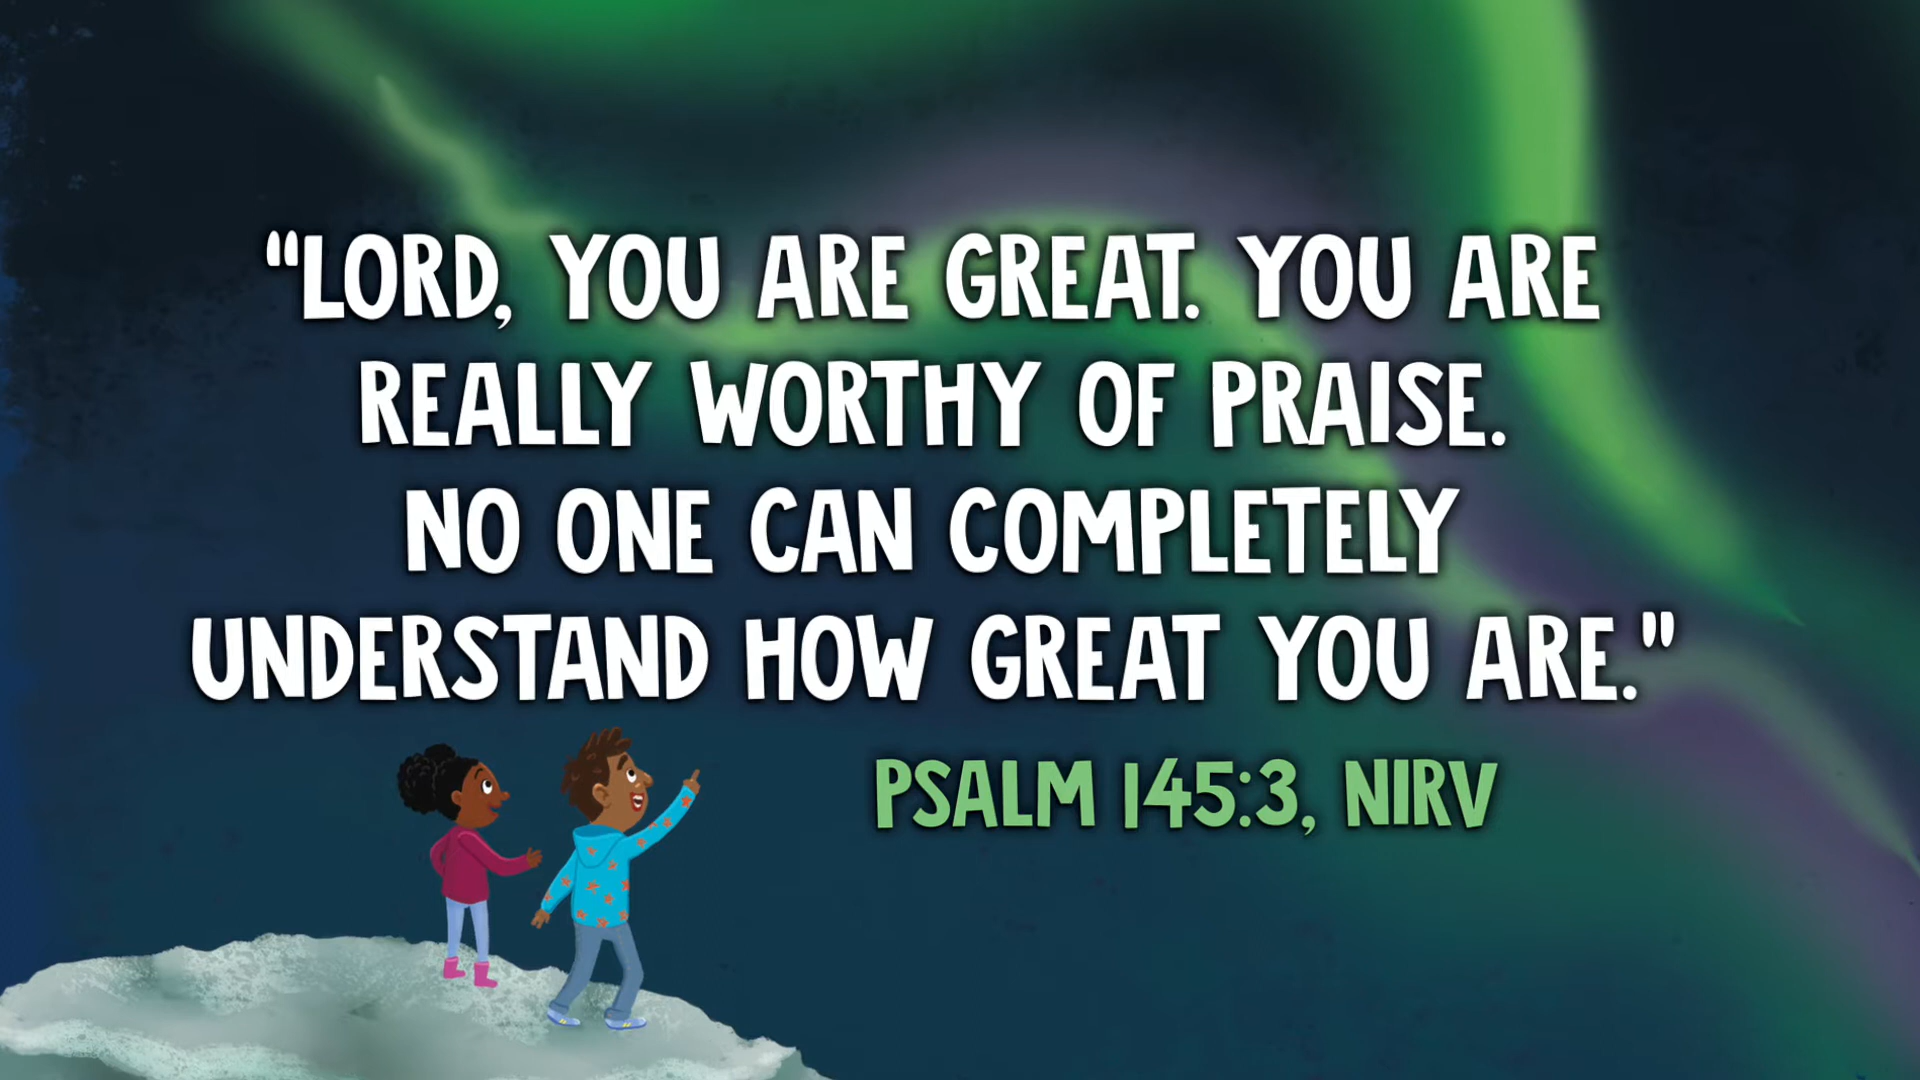 “LORD, YOU ARE GREAT. YOU ARE
REALLY WORTHY OF PRAISE.
NO ONE CAN COMPLETELY
UNDERSTAND HOW GREAT YOU ARE."
PSALM 145:3, NIRV